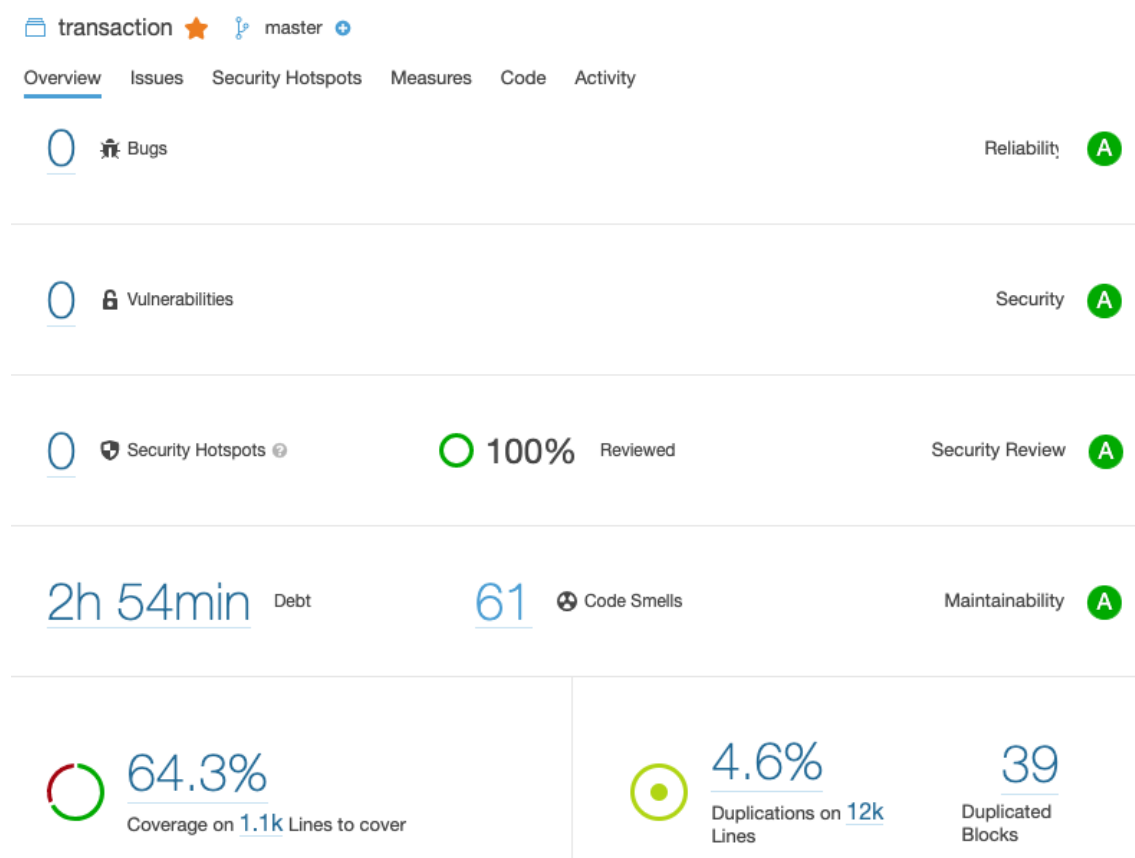 transaction master
Overview Issues Security Hotspots Measures Code Activity
0 Bugs Reliability A
0 Vulnerabilities Security A
0 Security Hotspots ? 100% Reviewed Security Review A
2h 54min Debt 61 Code Smells Maintainability A
64.3%
Coverage on 1.1k Lines to cover
4.6%
Duplications on 12k
Lines
39
Duplicated
Blocks